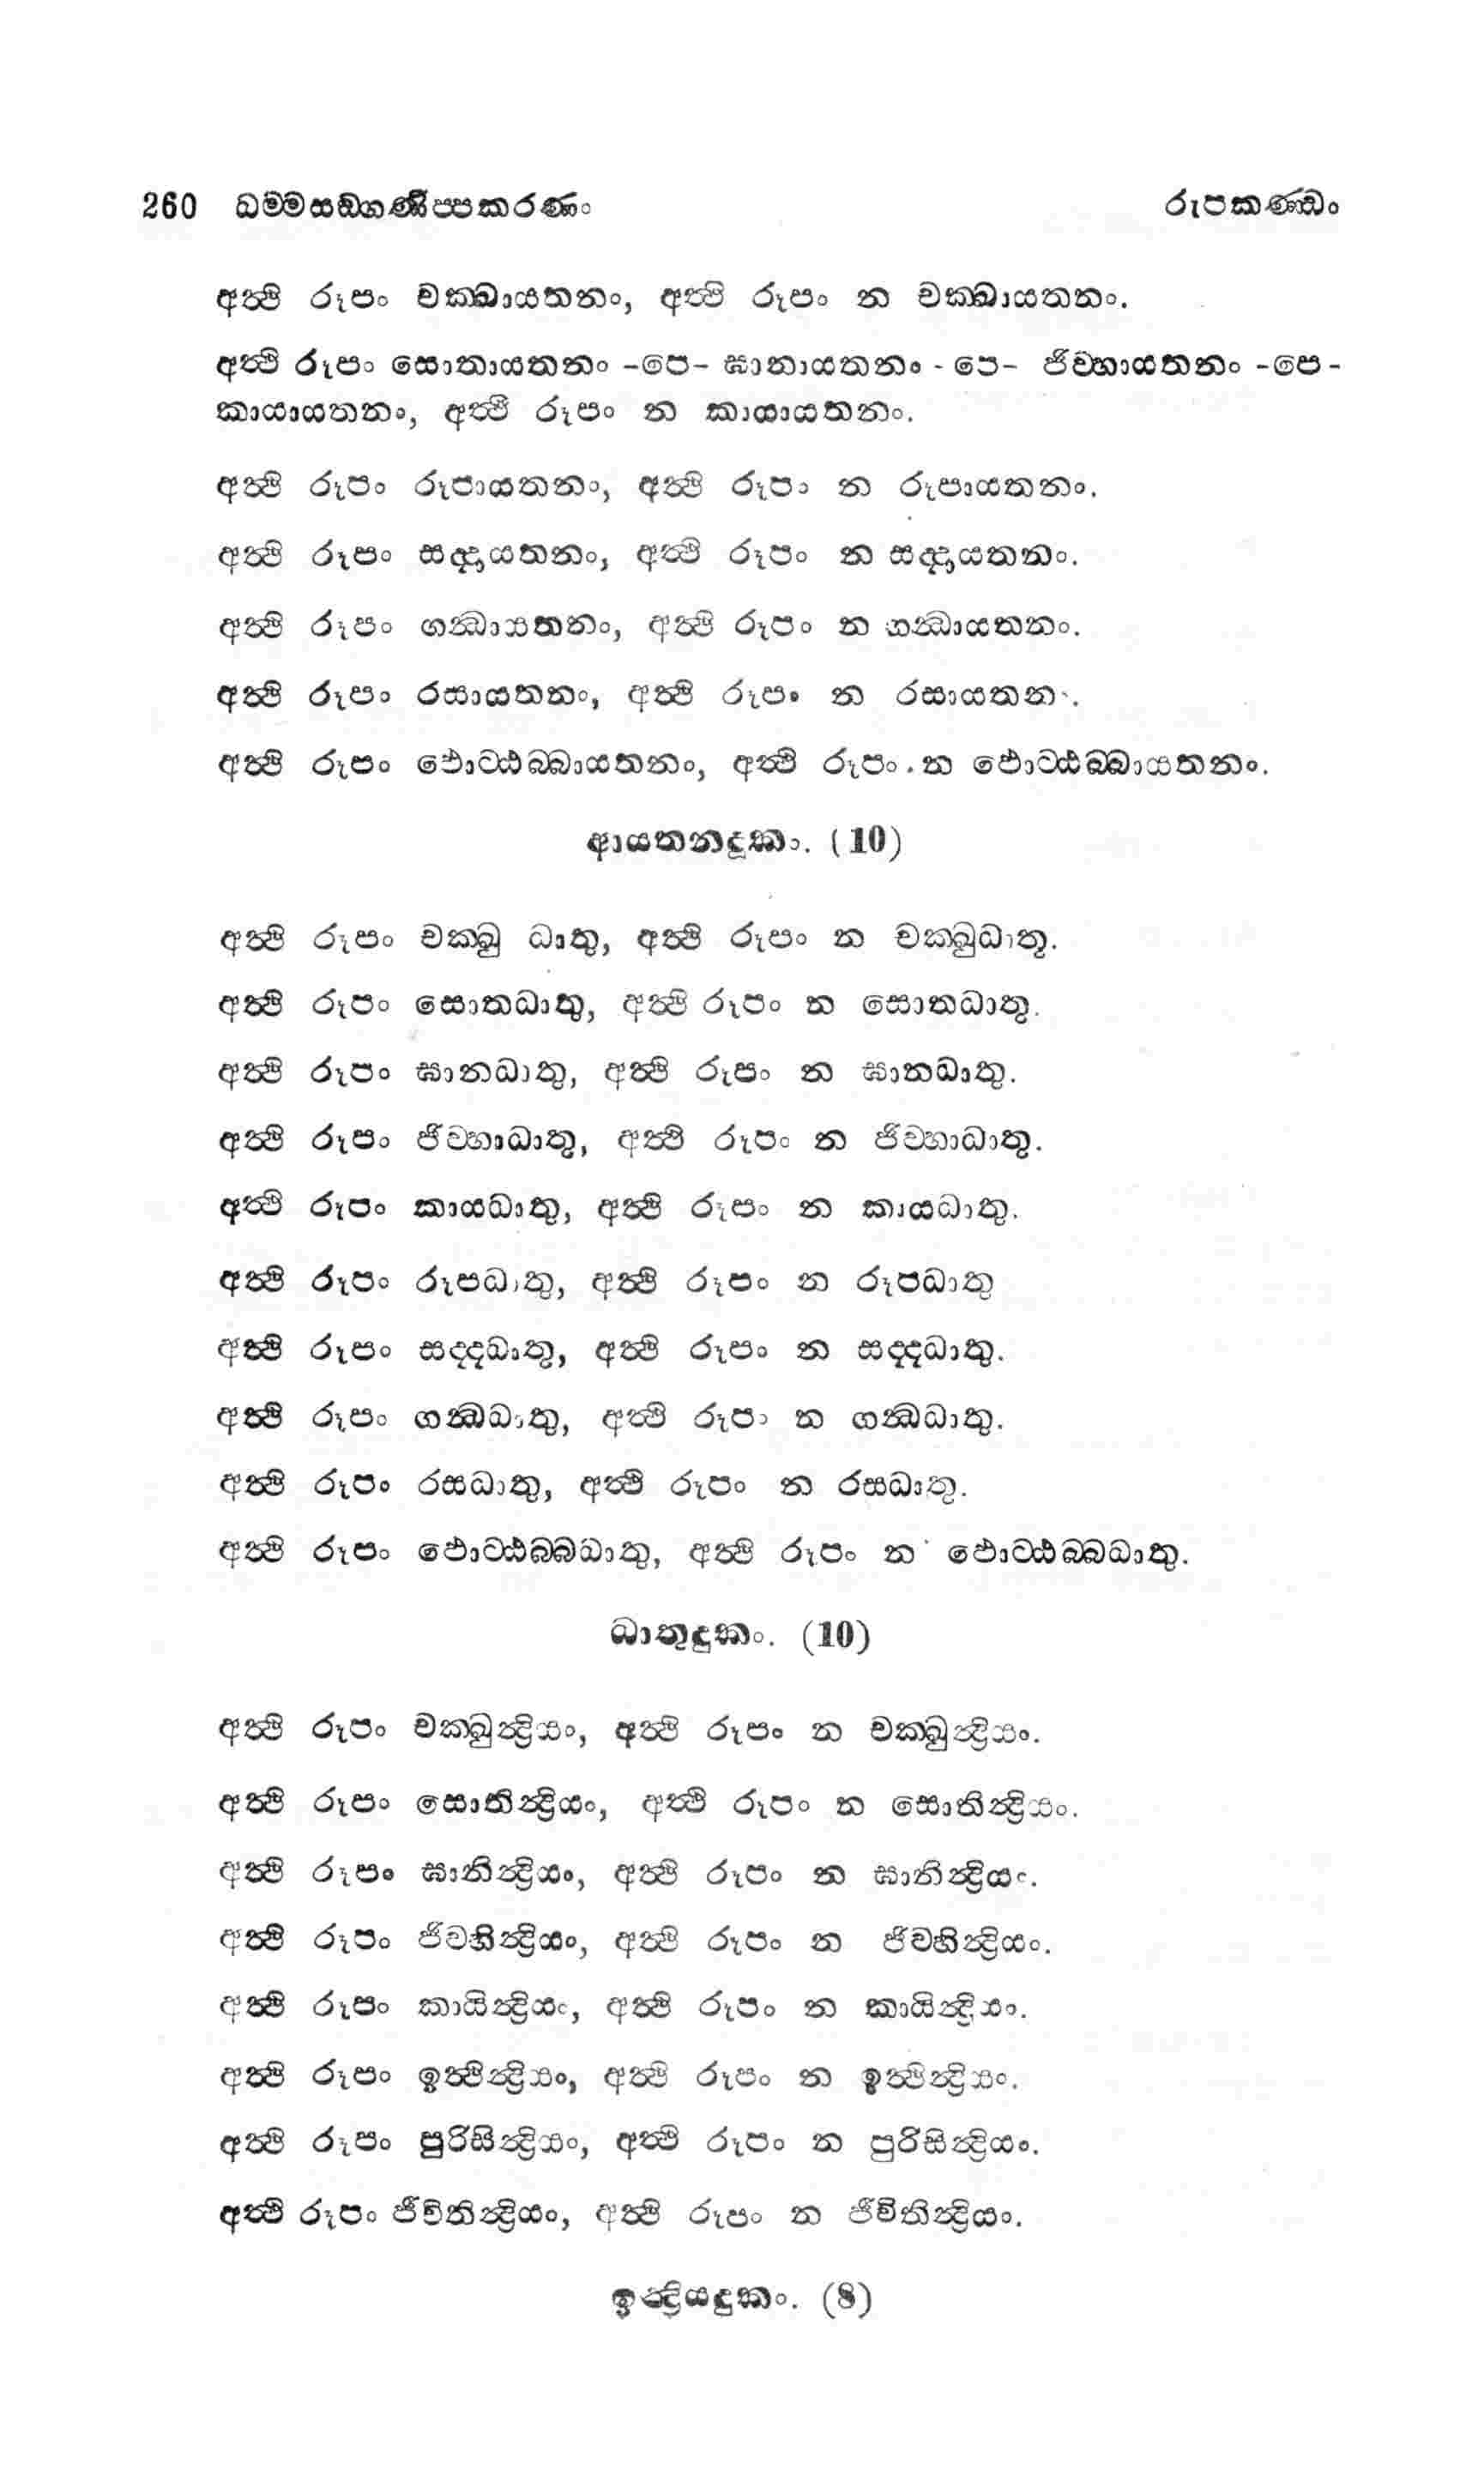 260 ධම්මසඞ්ගණිප්පකරණං රූපකණ්ඩං
අත්ථි රූපං චක්ඛායතනං, අත්ථි රූපං න චක්ඛායතනං.
අත්ථි රූපං සොතායතනං -පෙ- ඝානායතනං - පෙ- ජිව්හායතනං -පෙ-
කායායතනං, අත්ථි රූපං න කායායතනං.
අත්ථි රූපං රූපායතනං, අත්ථි රූපං න රූපායතනං.
අත්ථි රූපං සද්දායතනං, අත්ථි රූපං න සද්දායතනං.
අත්ථි රූපං ගන්ධායතනං, අත්ථි රූපං න ගන්ධායතනං.
අත්ථි රූපං රසායතනං, අත්ථි රූපං න රසායතනං.
අත්ථි රූපං ඵොට්ඨබ්බායතනං, අත්ථි රූපං න ඵොට්ඨබ්බායතනං.
ආයතනදූකං. (10)
අත්ථි රූපං චක්ඛු ධාතු, අත්ථි රූපං න චක්ඛුධාතු.
අත්ථි රූපං සොතධාතු, අත්ථි රූපං න සොතධාතු.
අත්ථි රූපං ඝානධාතු, අත්ථි රූපං න ඝානධාතු.
අත්ථි රූපං ජිව්හාධාතු, අත්ථි රූපං න ජිව්හාධාතු.
අත්ථි රූපං කායධාතු, අත්ථි රූපං න කායධාතු.
අත්ථි රූපං රූපධාතු, අත්ථි රූපං න රූපධාතු
අත්ථි රූපං සද්දධාතු, අත්ථි රූපං න සද්දධාතු.
අත්ථි රූපං ගන්ධධාතු, අත්ථි රූපං න ගන්ධධාතු.
අත්ථි රූපං රසධාතු, අත්ථි රූපං න රසධාතු.
අත්ථි රූපං ඵොට්ඨබ්බධාතු, අත්ථි රූපං න ඵොට්ඨබ්බධාතු.
ධාතුදුකං. (10)
අත්ථි රූපං චක්ඛුන්ද්‍රියං, අත්ථි රූපං න චක්ඛුන්ද්‍රියං.
අත්ථි රූපං සොතින්ද්‍රියං, අත්ථි රූපං න සොතින්ද්‍රියං.
අත්ථි රූපං ඝානින්ද්‍රියං, අත්ථි රූපං න ඝානින්ද්‍රියං.
අත්ථි රූපං ජිව්හින්ද්‍රියං, අත්ථි රූපං න ජිව්හින්ද්‍රියං.
අත්ථි රූපං කායින්ද්‍රියං, අත්ථි රූපං න කායින්ද්‍රියං.
අත්ථි රූපං ඉත්ථින්ද්‍රියං, අත්ථි රූපං න ඉත්ථින්ද්‍රියං.
අත්ථි රූපං පුරිසින්ද්‍රියං, අත්ථි රූපං න පුරිසින්ද්‍රියං.
අත්ථි රූපං ජීවිතින්ද්‍රියං, අත්ථි රූපං න ජීවිතින්ද්‍රියං.
ඉන්ද්‍රියදුකං. (8)